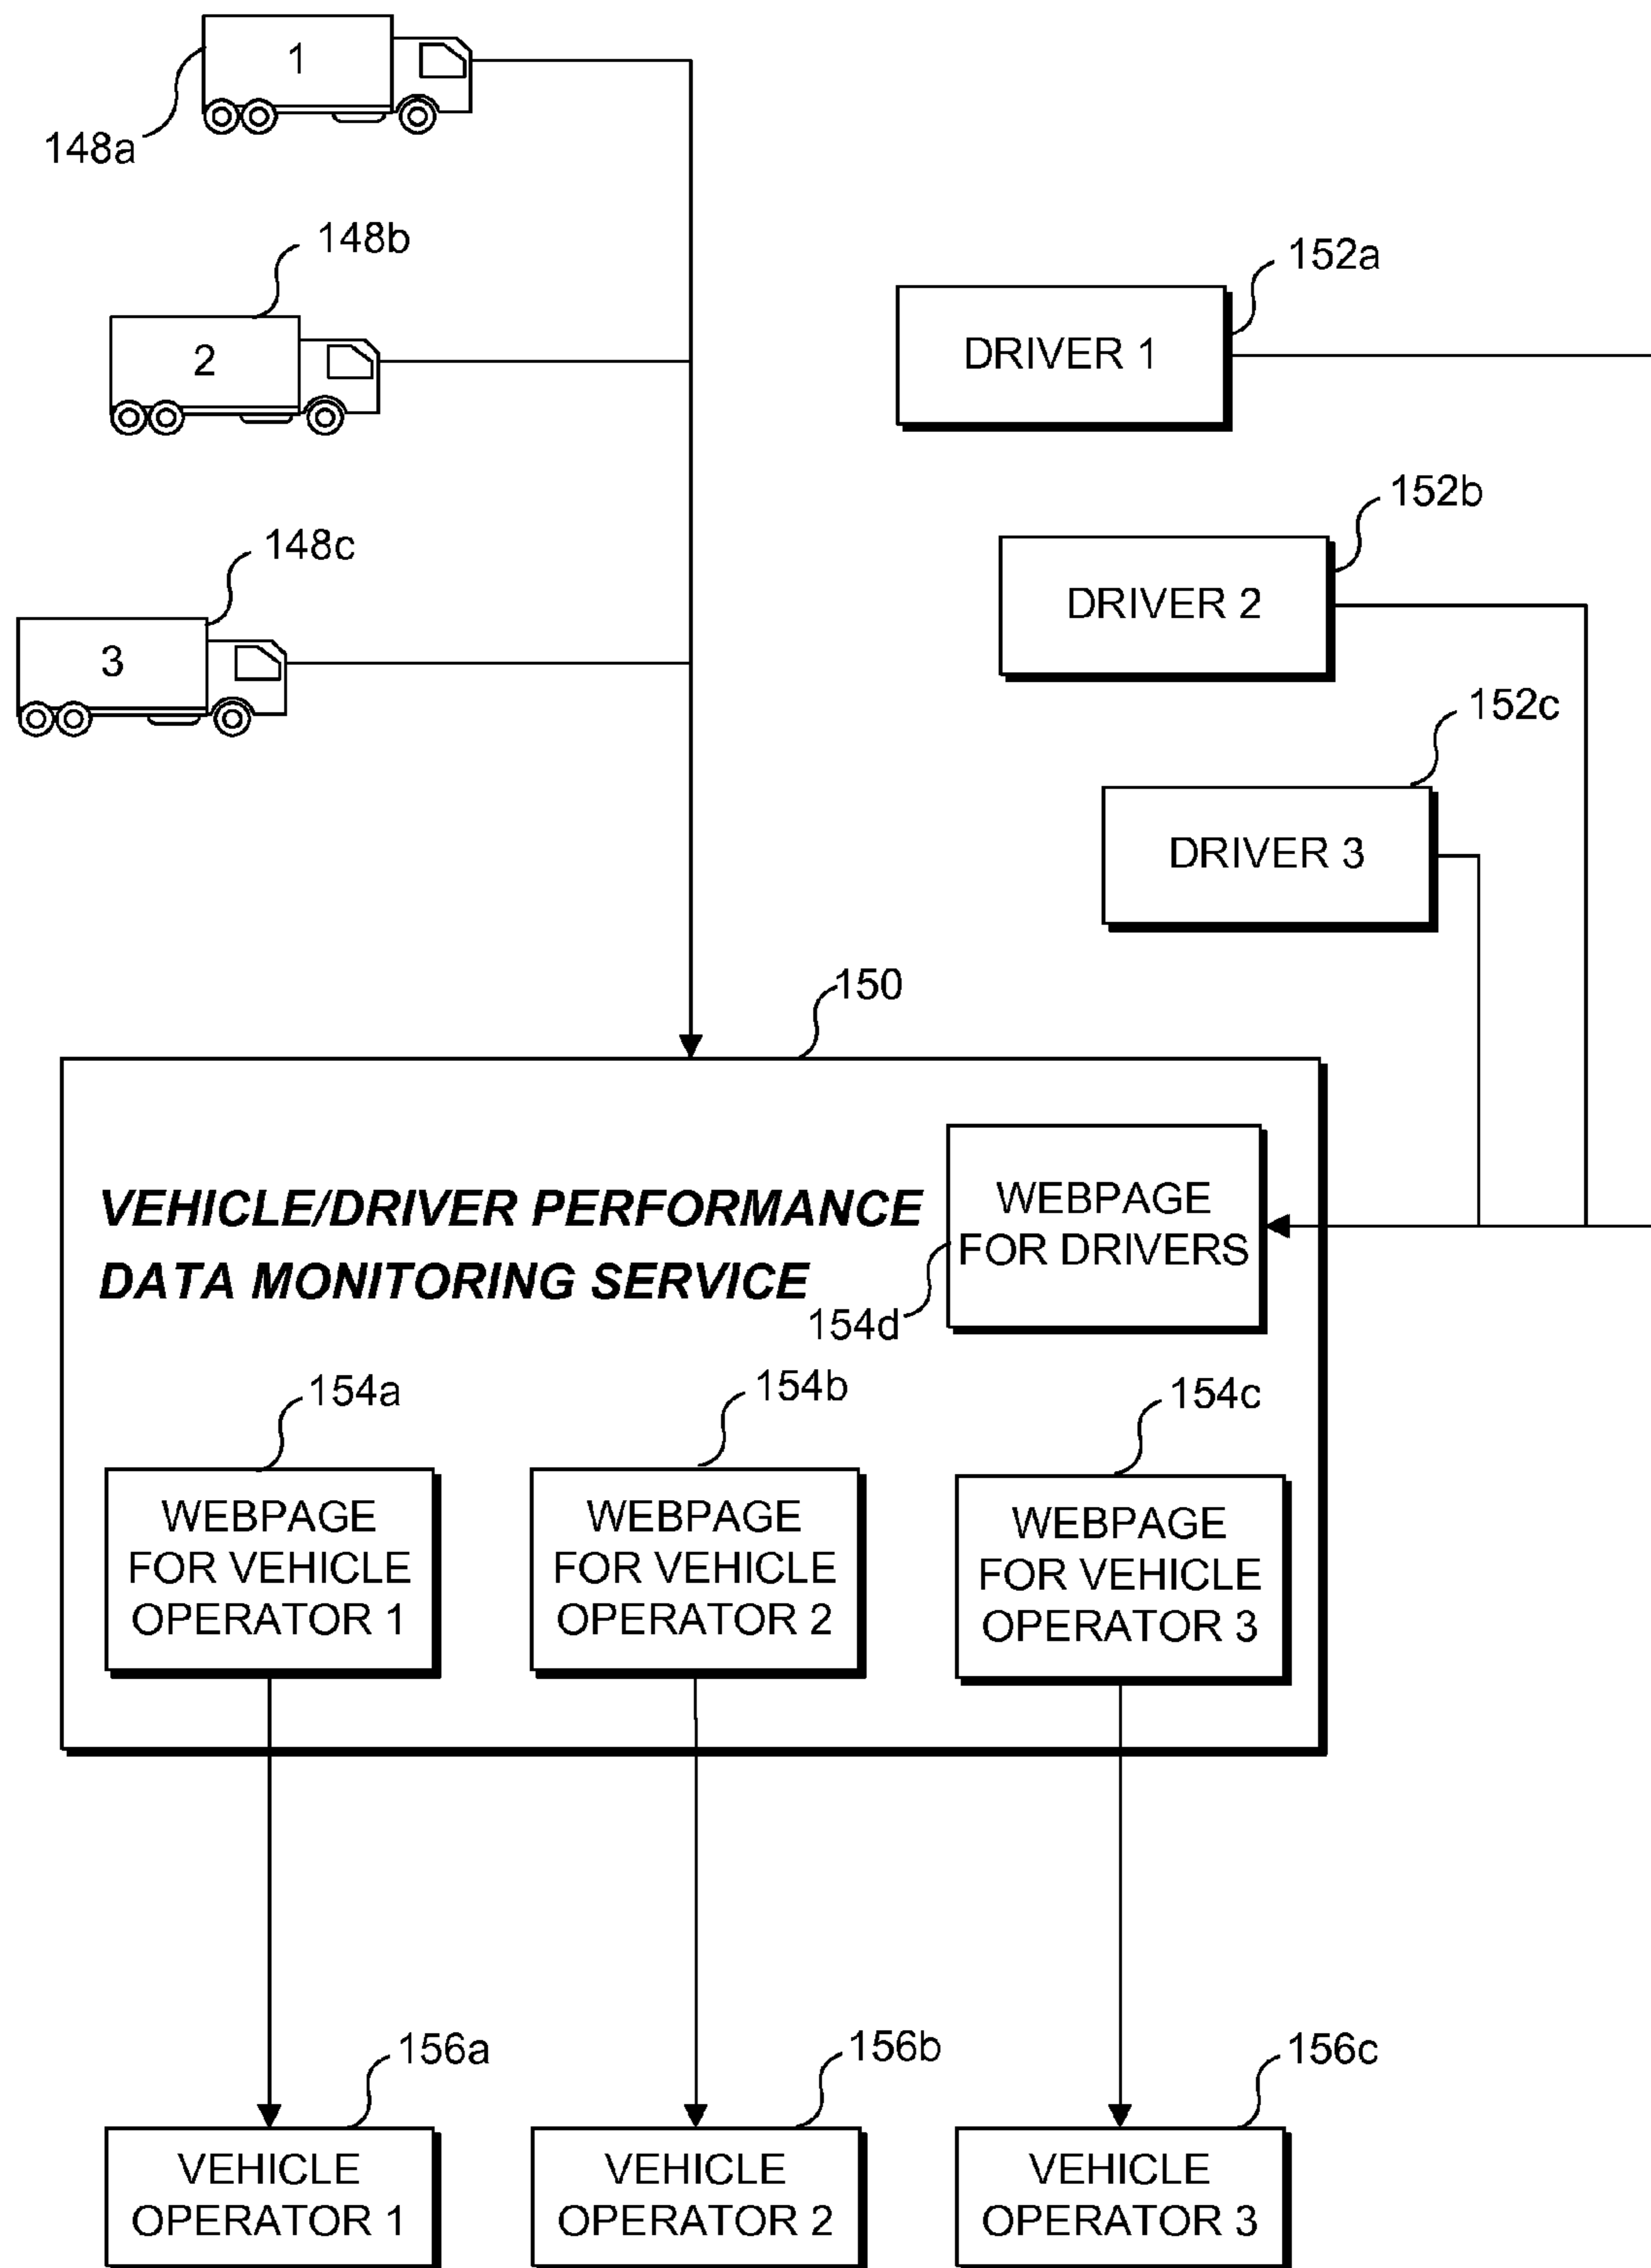 1
148a
148b
2
152a
DRIVER 1
152b
148c
DRIVER 2
3
152c
DRIVER 3
150
WEBPAGE
FOR DRIVERS
VEHICLE/DRIVER PERFORMANCE
DATA MONITORING SERVICE
154d
154a
154b
154c
WEBPAGE
FOR VEHICLE
OPERATOR 1
WEBPAGE
FOR VEHICLE
OPERATOR 2
WEBPAGE
FOR VEHICLE
OPERATOR 3
156a
156b
156c
VEHICLE
OPERATOR 1
VEHICLE
OPERATOR 2
VEHICLE
OPERATOR 3